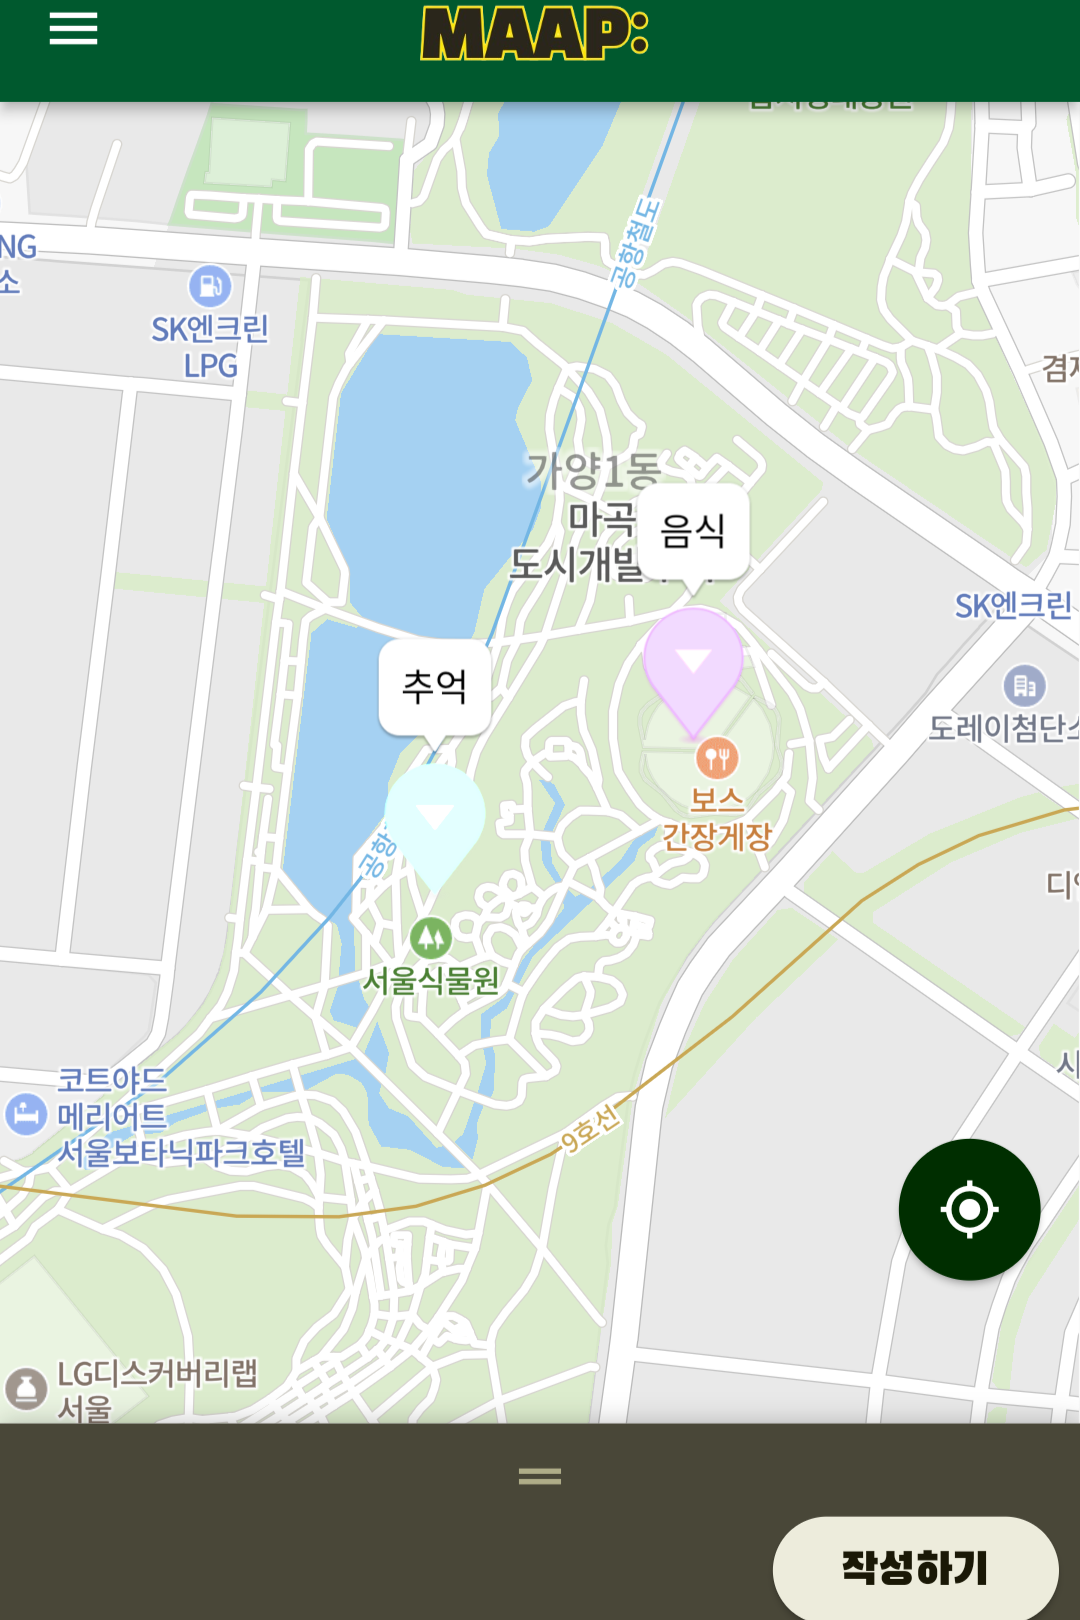 MAAP:
NG
소
공항철도
SK엔크린
LPG
가양1동
마곡
도시개발
음식
SK엔크린
추억
도레이첨단소
보스
간장게장
공항
서울식물원
코트야드
메리어트
서울보타닉파크호텔
9호선
LG디스커버리랩
서울
작성하기